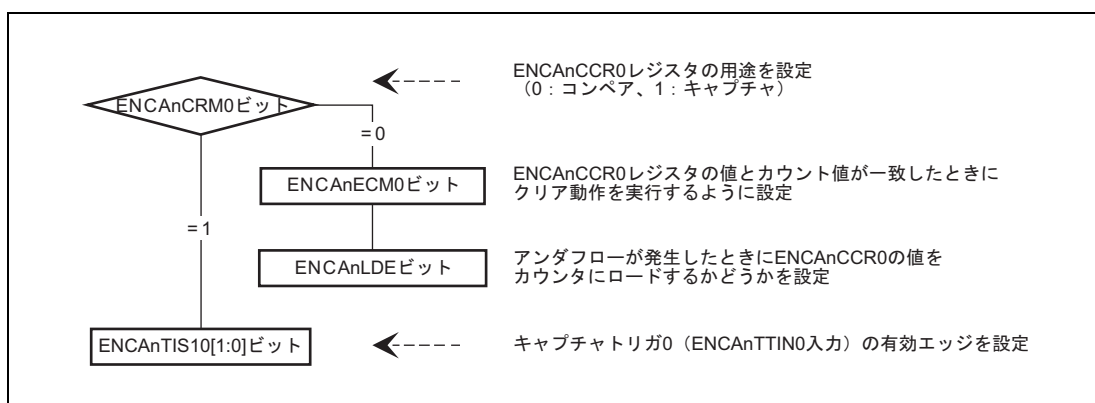 ENCAnCCR0レジスタの用途を設定
（0：コンペア、1：キャプチャ）
ENCAnCRM0ビット
= 0
ENCAnECM0ビット
ENCAnCCR0レジスタの値とカウント値が一致したときに
クリア動作を実行するように設定
= 1
ENCAnLDEビット
アンダフローが発生したときにENCAnCCR0の値を
カウンタにロードするかどうかを設定
ENCAnTIS10[1:0]ビット
キャプチャトリガ0（ENCAnTTIN0入力）の有効エッジを設定